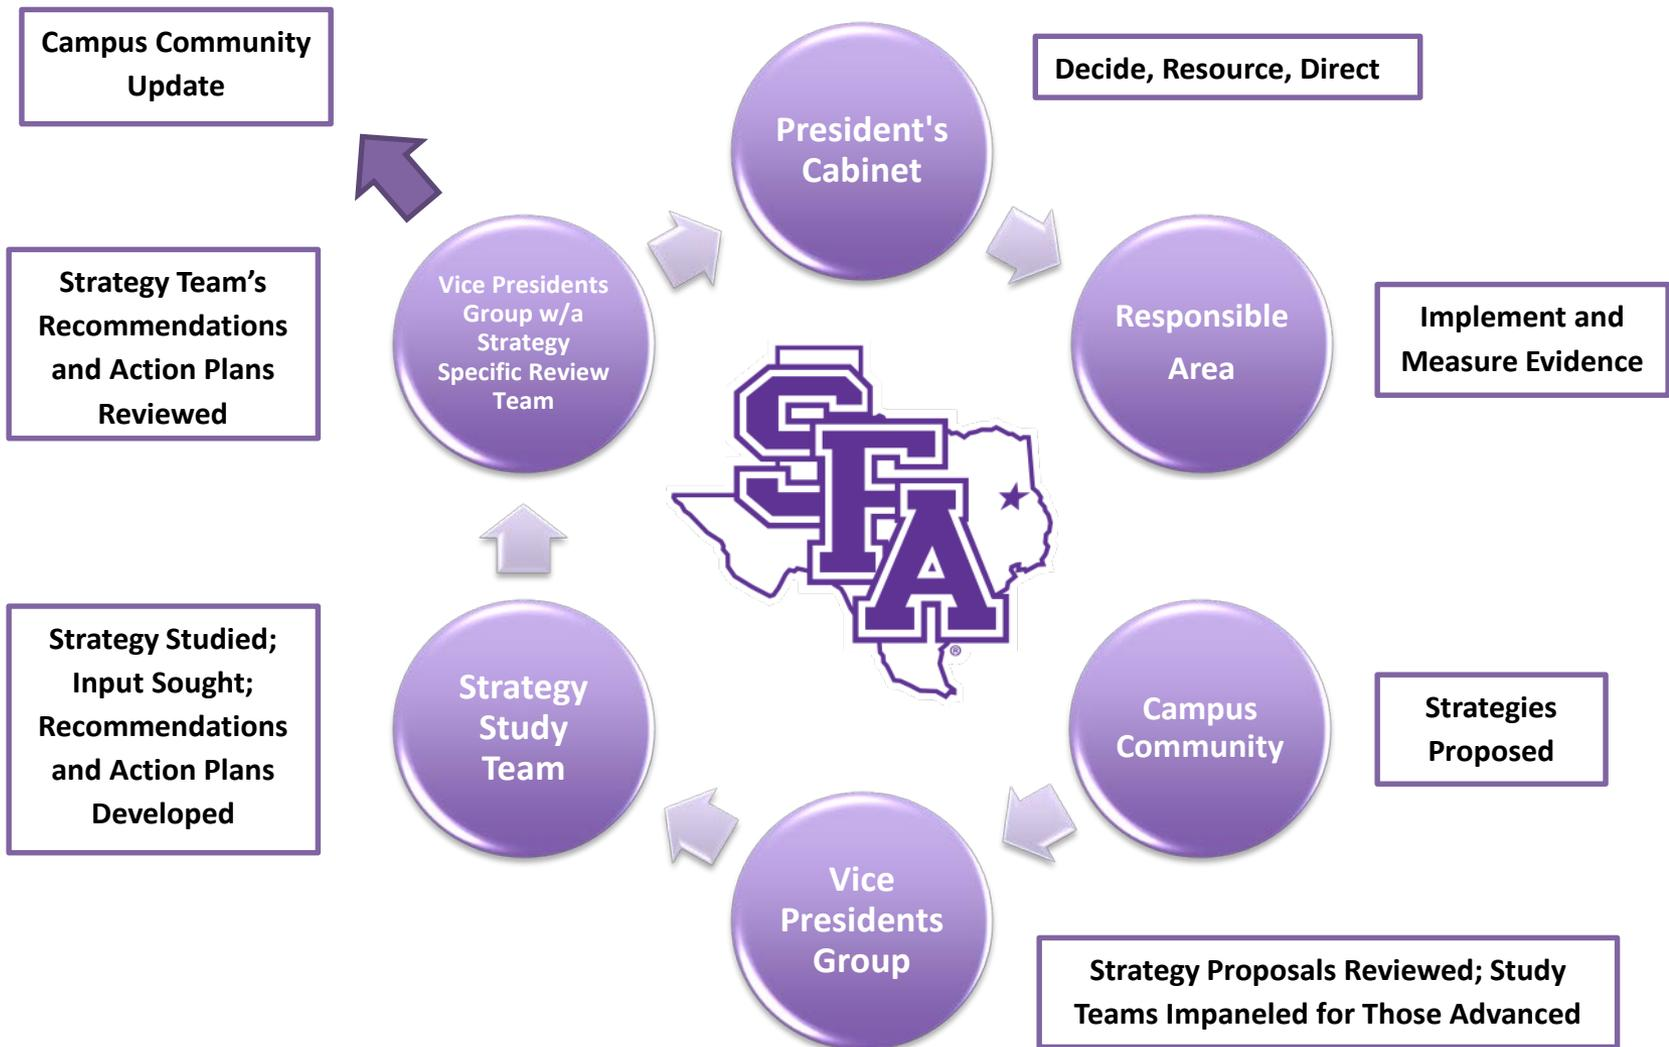 Campus Community
Update
President's
Cabinet
Decide, Resource, Direct
Strategy Team’s
Recommendations
and Action Plans
Reviewed
Vice Presidents
Group w/a
Strategy
Specific Review
Team
Responsible
Area
Implement and
Measure Evidence
SFA
®
Strategy Studied;
Input Sought;
Recommendations
and Action Plans
Developed
Strategy
Study
Team
Campus
Community
Strategies
Proposed
Vice
Presidents
Group
Strategy Proposals Reviewed; Study
Teams Impaneled for Those Advanced